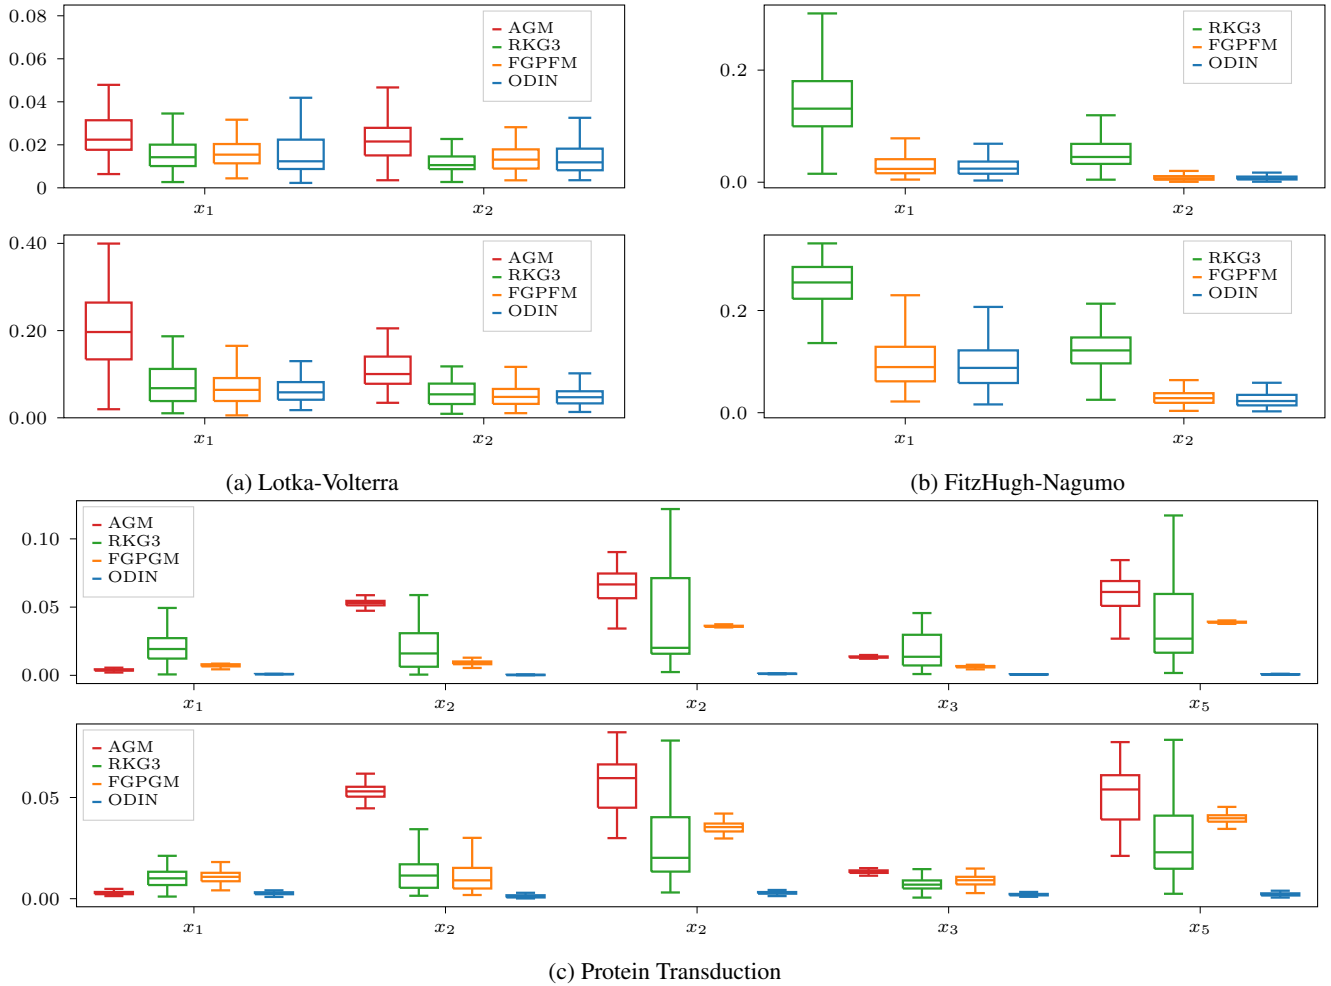 0.08
0.06
0.04
0.02
0
AGM
RKG3
FGPFM
ODIN
x1
x2
0.2
0.0
RKG3
FGPFM
ODIN
x1
x2
0.40
0.20
0.00
AGM
RKG3
FGPFM
ODIN
x1
x2
0.2
0.0
RKG3
FGPFM
ODIN
x1
x2
(a) Lotka-Volterra
(b) FitzHugh-Nagumo
0.10
0.05
0.00
AGM
RKG3
FGPGM
ODIN
x1
x2
x2
x3
x5
0.05
0.00
AGM
RKG3
FGPGM
ODIN
x1
x2
x2
x3
x5
(c) Protein Transduction